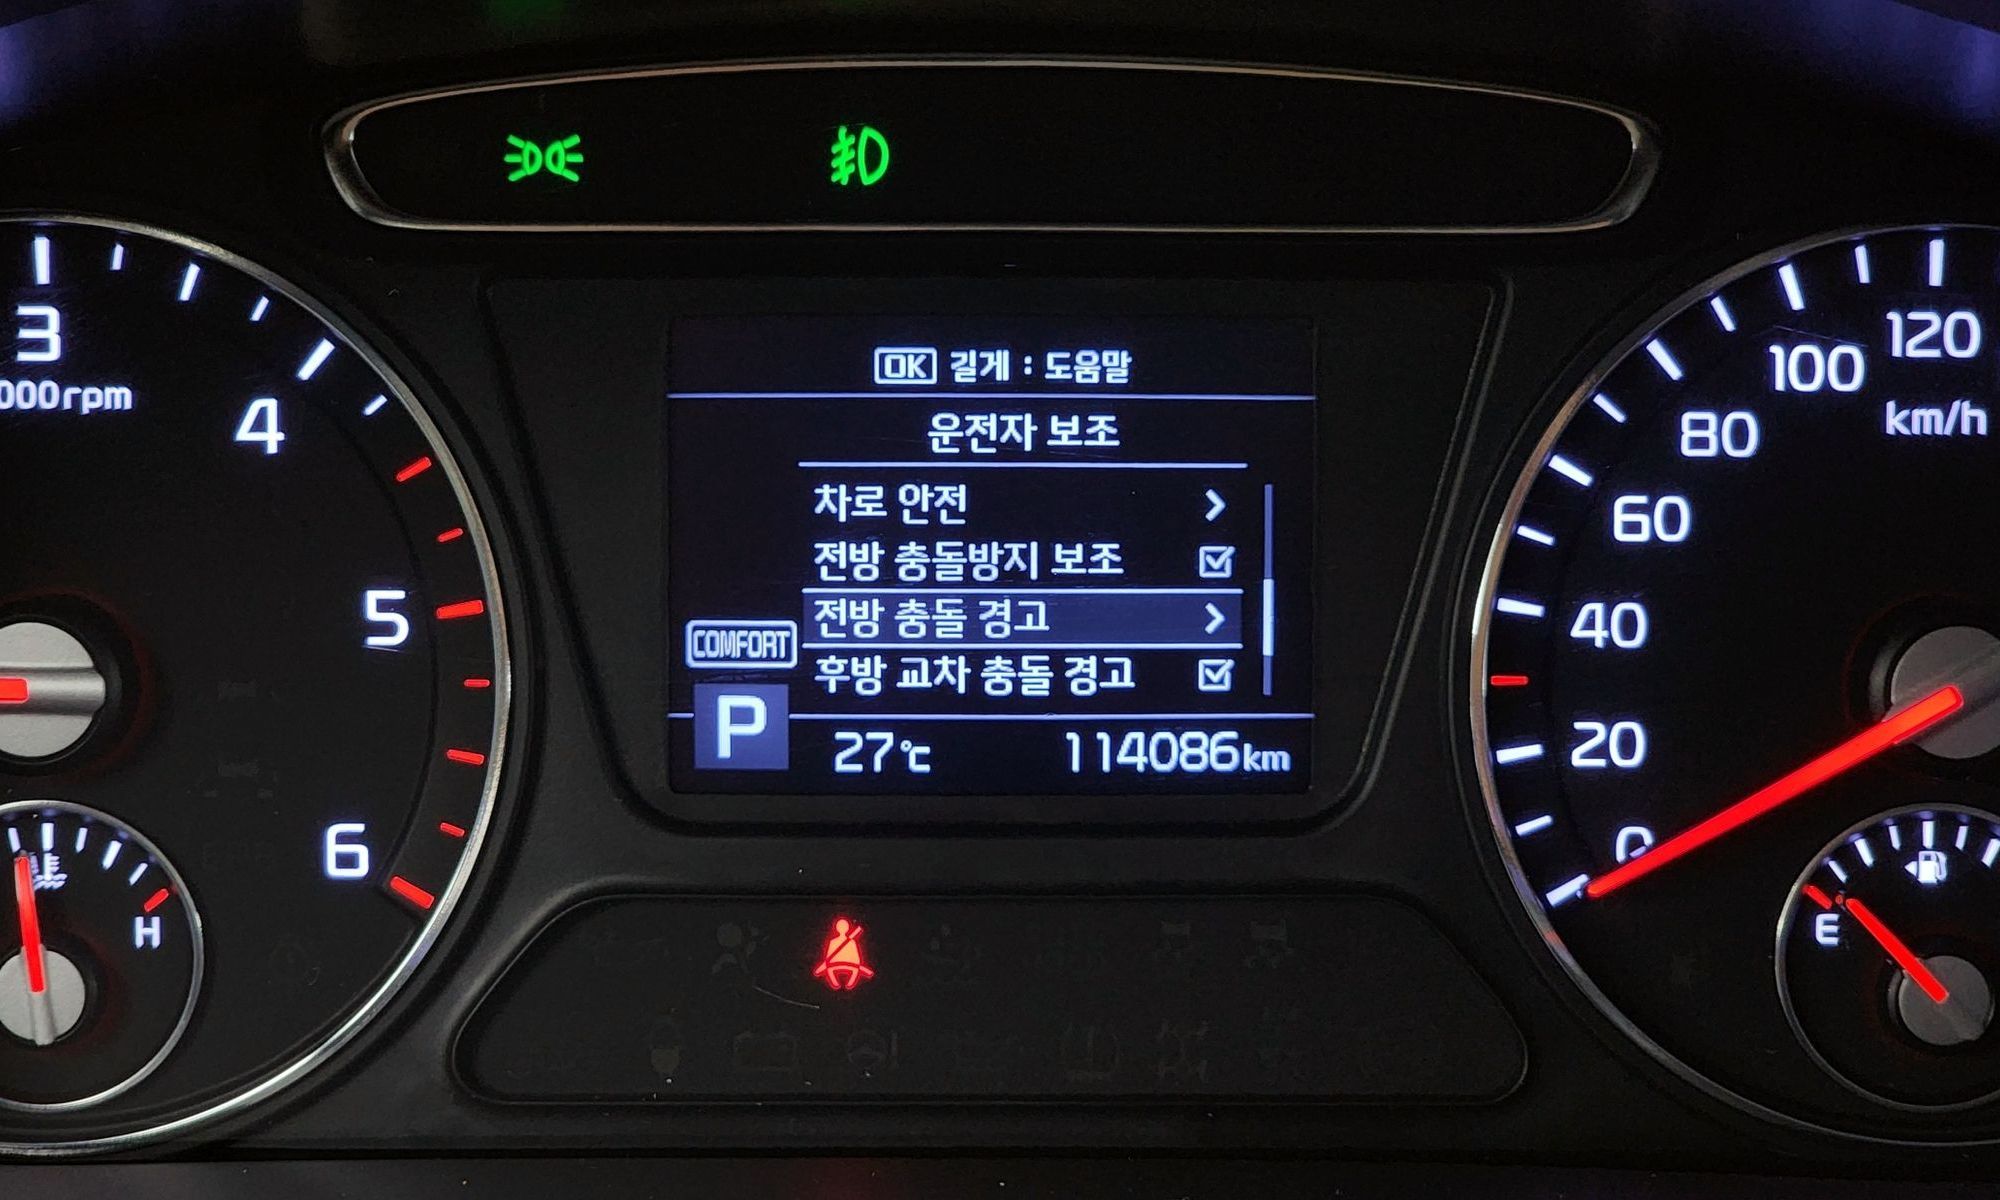 OK 길게 : 도움말
운전자 보조
차로 안전
전방 충돌방지 보조
전방 충돌 경고
후방 교차 충돌 경고
COMFORT
P
27℃ 114086km
3
000rpm
4
5
6
H
120
100
km/h
80
60
40
20
0
E